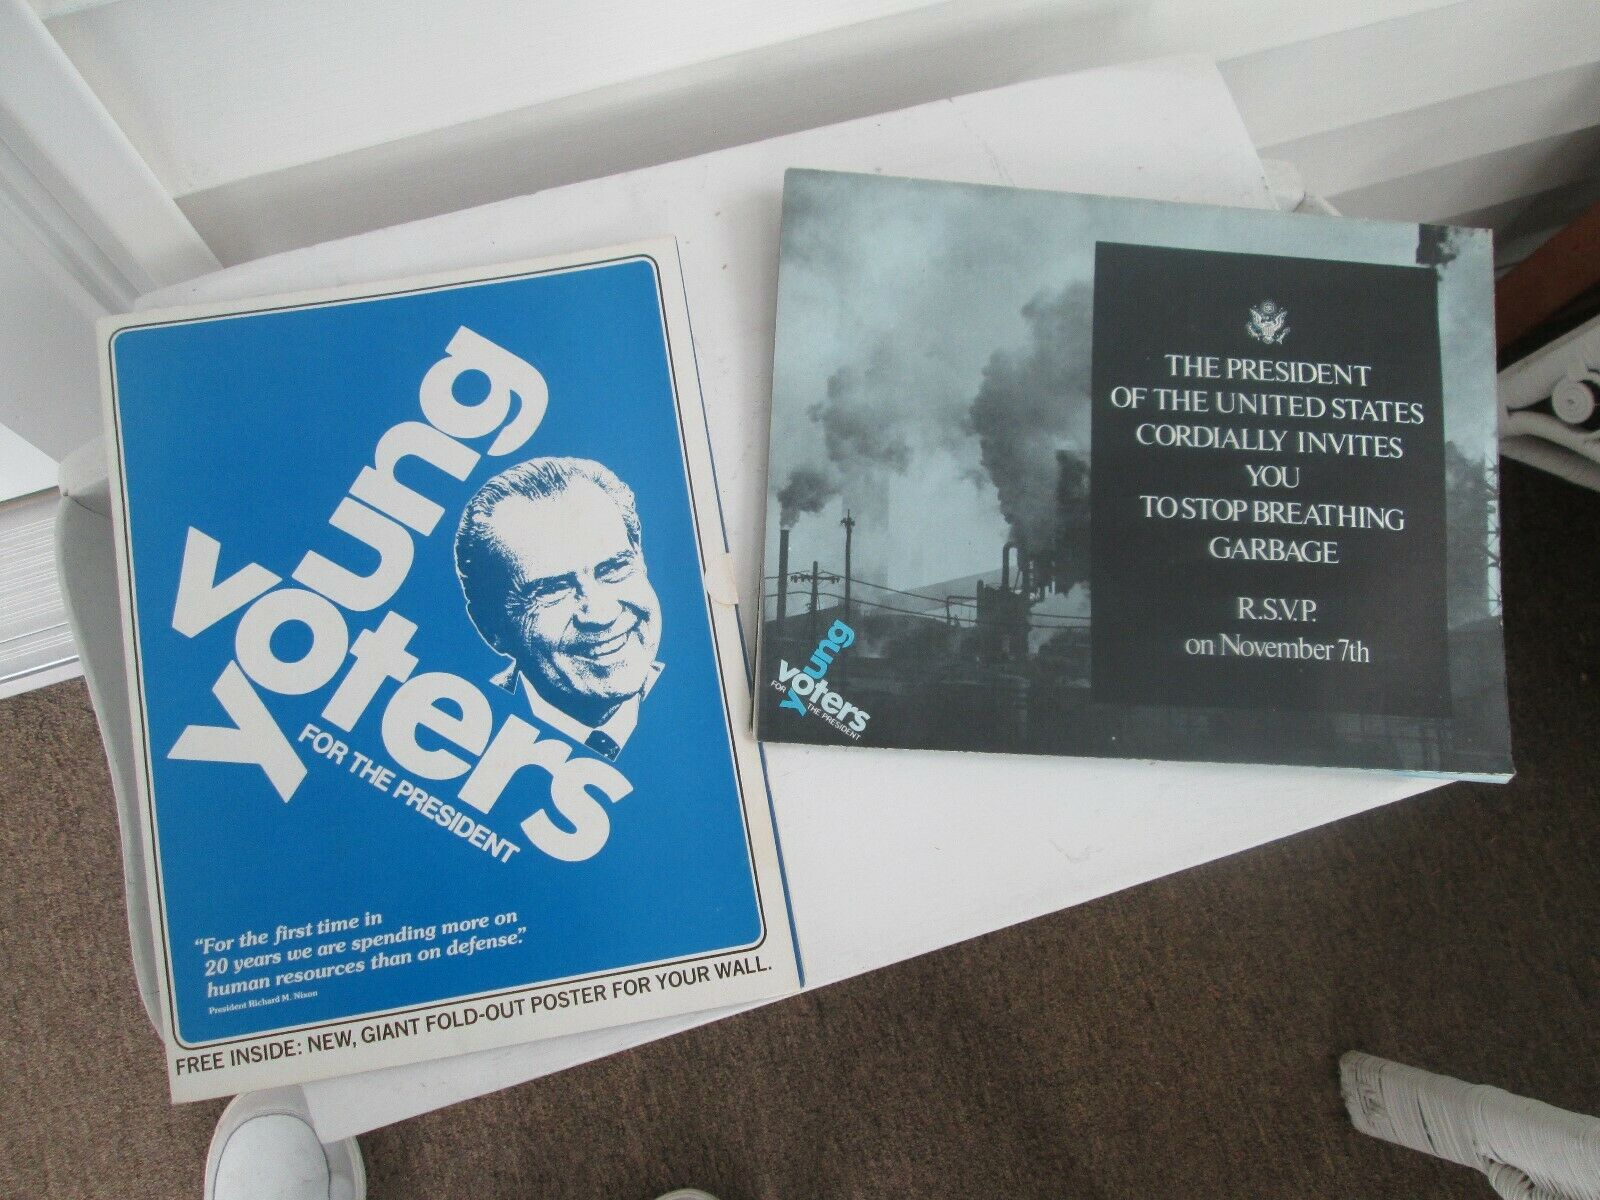 young
voters
FOR THE PRESIDENT
"For the first time in
20 years we are spending more on
human resources than on defense."
President Richard M. Nixon
FREE INSIDE: NEW, GIANT FOLD-OUT POSTER FOR YOUR WALL.
THE PRESIDENT
OF THE UNITED STATES
CORDIALLY INVITES
YOU
TO STOP BREATHING
GARBAGE
R.S.V.P.
on November 7th
young
voters
FOR THE PRESIDENT